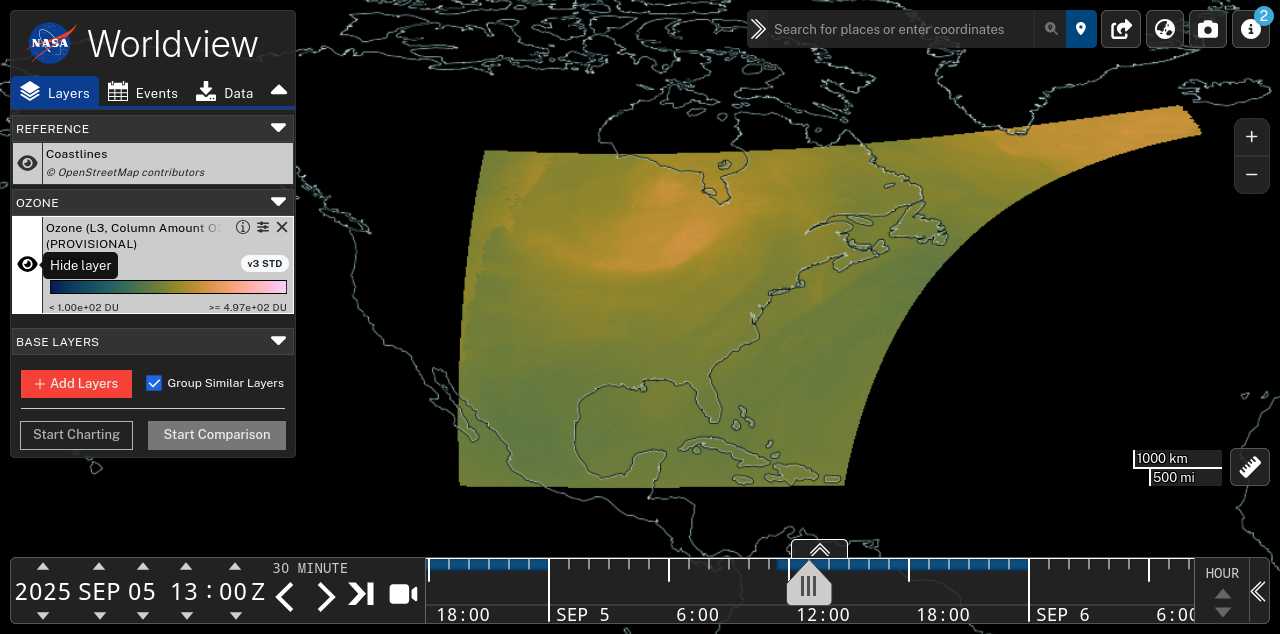 NASA
Worldview
Layers
Events
Data
REFERENCE
Coastlines
© OpenStreetMap contributors
OZONE
Ozone (L3, Column Amount
(PROVISIONAL)
Hide layer
v3 STD
< 1.00e+02 DU
>= 4.97e+02 DU
BASE LAYERS
+ Add Layers
Group Similar Layers
Start Charting
Start Comparison
Search for places or enter coordinates
2
+
−
1000 km
500 mi
2025 SEP 05 13 : 00 Z
30 MINUTE
18:00
SEP 5
6:00
12:00
18:00
SEP 6
HOUR